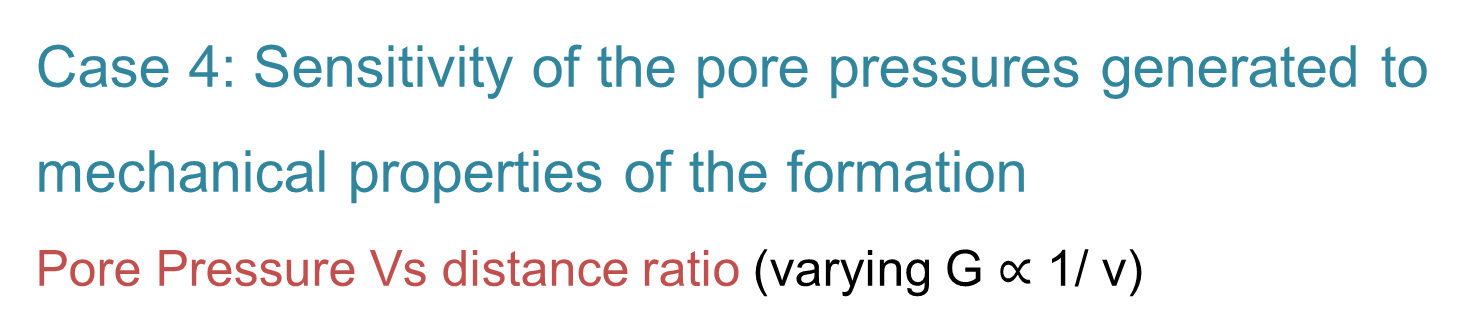 Case 4: Sensitivity of the pore pressures generated to
mechanical properties of the formation
Pore Pressure Vs distance ratio (varying G ∝ 1/ v)